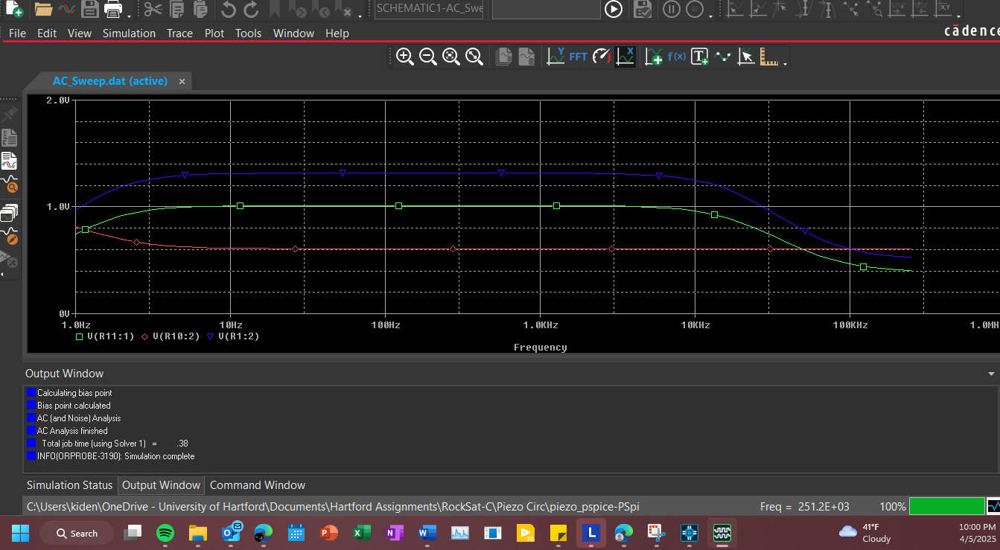 SCHEMATIC1-AC_Swe
File Edit View Simulation Trace Plot Tools Window Help
cādence
FFT
AC_Sweep.dat (active)
2.0V
1.0V
0V
1.0Hz 10Hz 100Hz 1.0KHz 10KHz 100KHz 1.0MH
V(R11:1) V(R10:2) V(R1:2)
Frequency
Output Window
Calculating bias point
Bias point calculated
AC (and Noise) Analysis
AC Analysis finished
Total job time (using Solver 1) = .38
INFO(ORPROBE-3190): Simulation complete
Simulation Status Output Window Command Window
C:\Users\kiden\OneDrive - University of Hartford\Documents\Hartford Assignments\RockSat-C\Piezo Circ\piezo_pspice-PSpi Freq = 251.2E+03 100%
Search
41°F
Cloudy
10:00 PM
4/5/2025